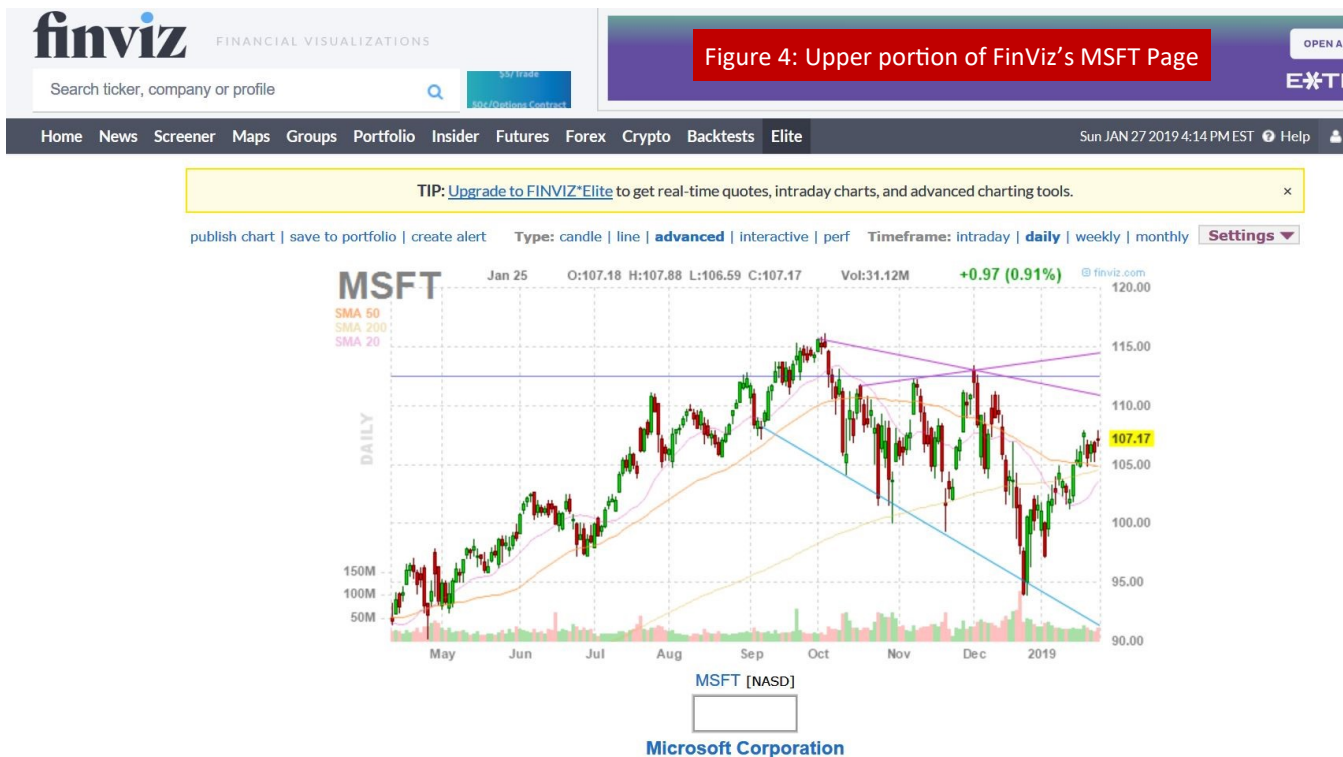 finviz FINANCIAL VISUALIZATIONS
Figure 4: Upper portion of FinViz's MSFT Page
OPEN A
E*T
Search ticker, company or profile
$5/Trade
50¢/Options Contract
Home News Screener Maps Groups Portfolio Insider Futures Forex Crypto Backtests Elite Sun JAN 27 2019 4:14 PM EST Help
TIP: Upgrade to FINVIZ*Elite to get real-time quotes, intraday charts, and advanced charting tools. ×
publish chart | save to portfolio | create alert Type: candle | line | advanced | interactive | perf Timeframe: intraday | daily | weekly | monthly Settings
MSFT Jan 25 O:107.18 H:107.88 L:106.59 C:107.17 Vol:31.12M +0.97 (0.91%) © finviz.com
120.00
SMA 50
SMA 200
SMA 20
115.00
110.00
DAILY
107.17
105.00
100.00
150M
95.00
100M
50M
90.00
May Jun Jul Aug Sep Oct Nov Dec 2019
MSFT [NASD]
Microsoft Corporation